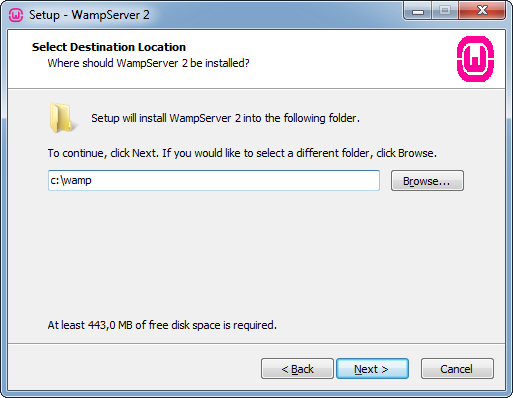 Setup - WampServer 2
Select Destination Location
Where should WampServer 2 be installed?
Setup will install WampServer 2 into the following folder.
To continue, click Next. If you would like to select a different folder, click Browse.
c:\wamp
Browse...
At least 443,0 MB of free disk space is required.
< Back
Next >
Cancel